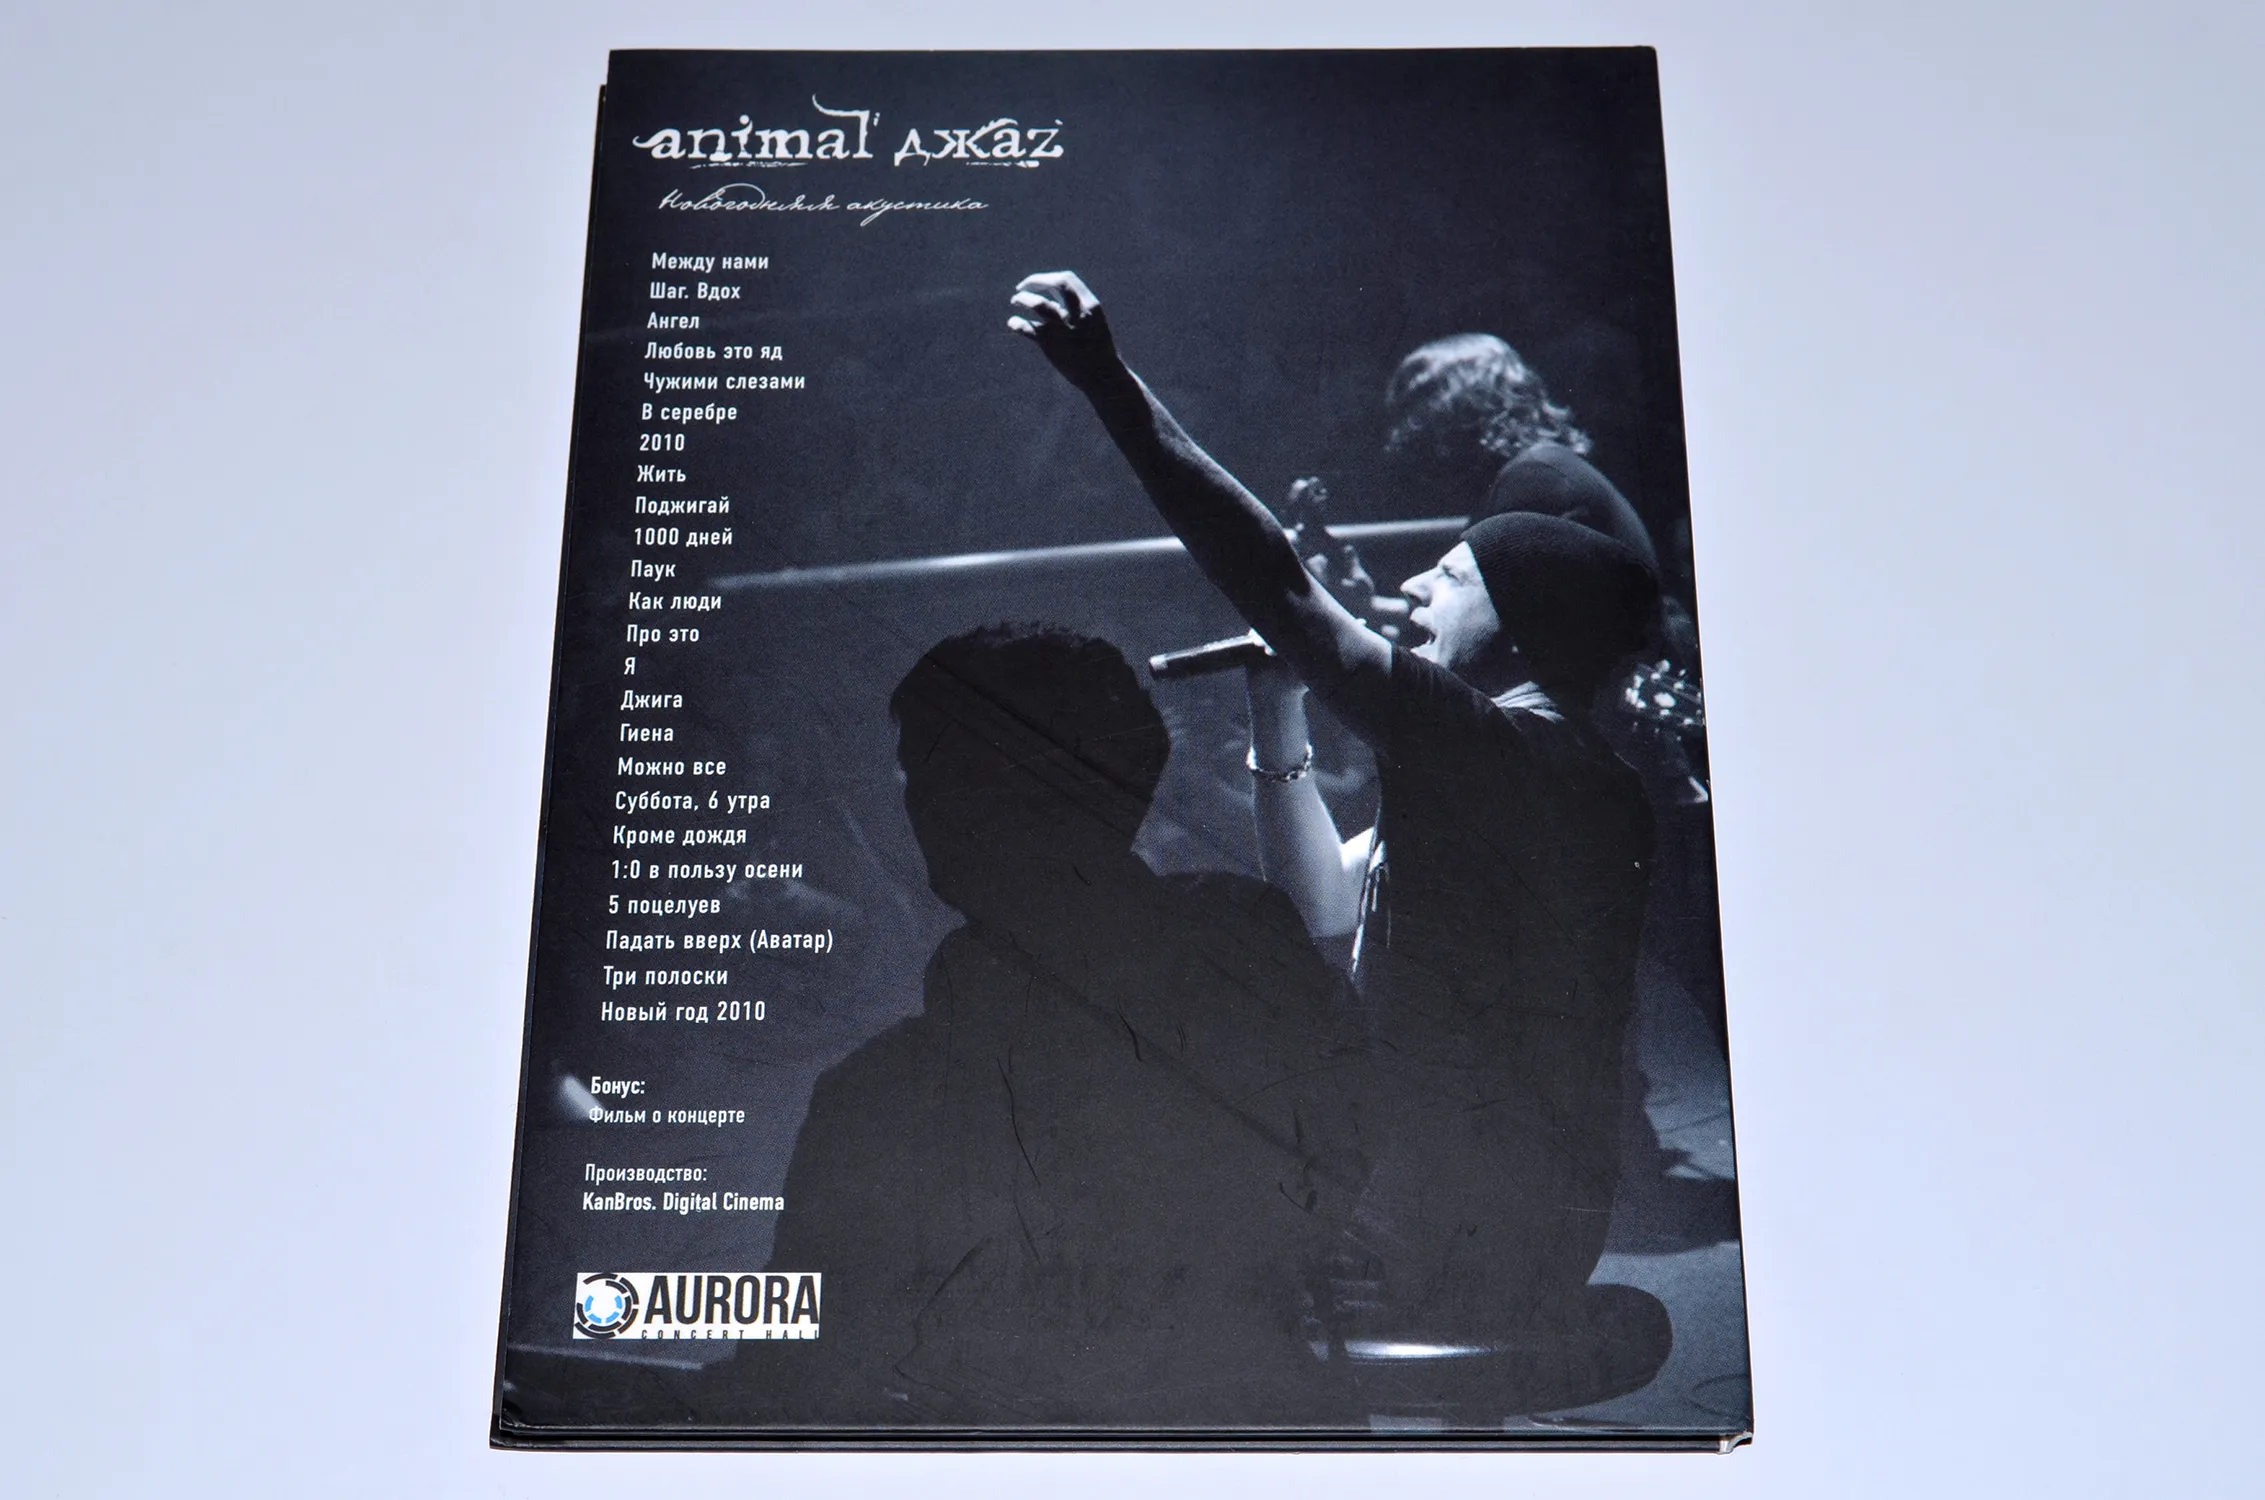 animal джаz
Новогодняя акустика
Между нами
Шаг. Вдох
Ангел
Любовь это яд
Чужими слезами
В серебре
2010
Жить
Поджигай
1000 дней
Паук
Как люди
Про это
Я
Джига
Гиена
Можно все
Суббота, 6 утра
Кроме дождя
1:0 в пользу осени
5 поцелуев
Падать вверх (Аватар)
Три полоски
Новый год 2010
Бонус:
Фильм о концерте
Производство:
KanBros. Digital Cinema
AURORA
CONCERT HALL